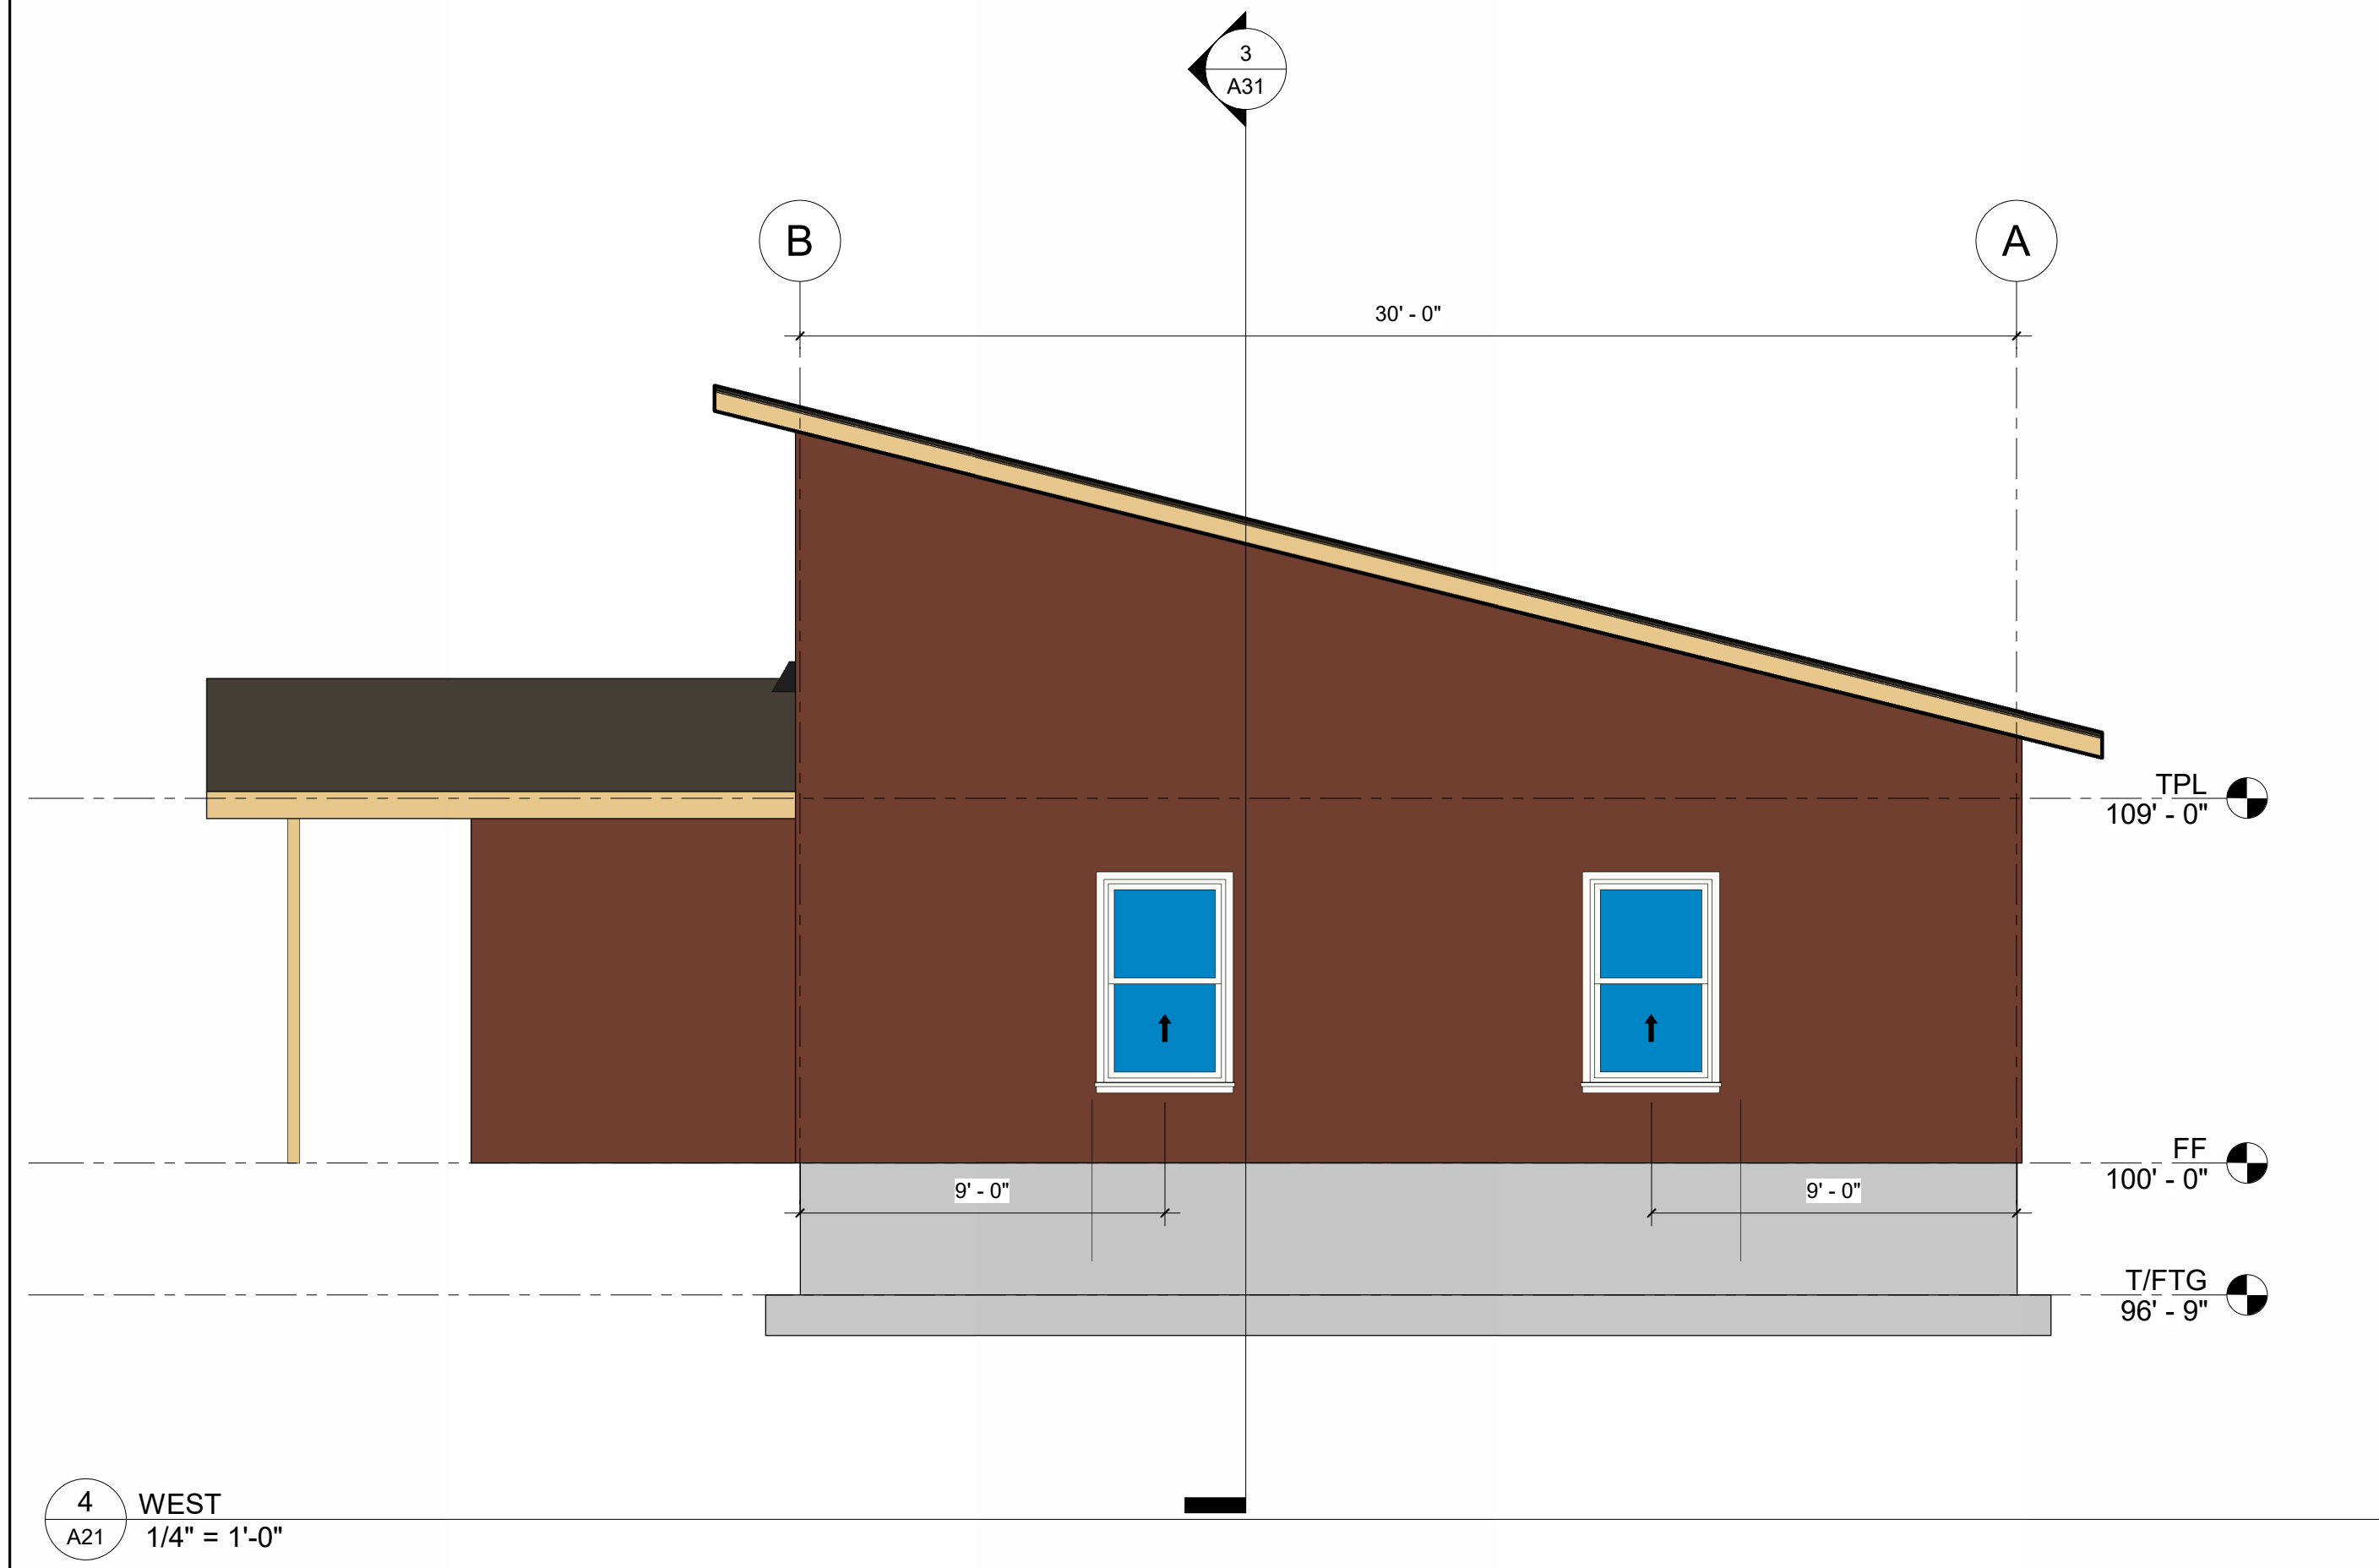 3
A31
B
A
30' - 0"
TPL
109' - 0"
FF
100' - 0"
9' - 0"
9' - 0"
T/FTG
96' - 9"
4
WEST
A21
1/4" = 1'-0"